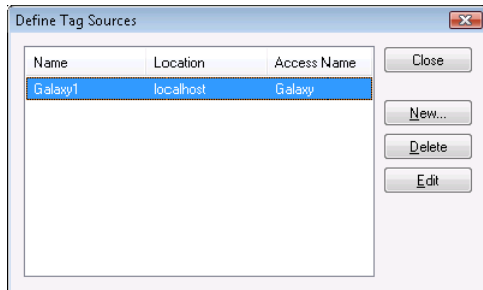 Define Tag Sources
Name Location Access Name
Galaxy1 localhost Galaxy
Close
New...
Delete
Edit